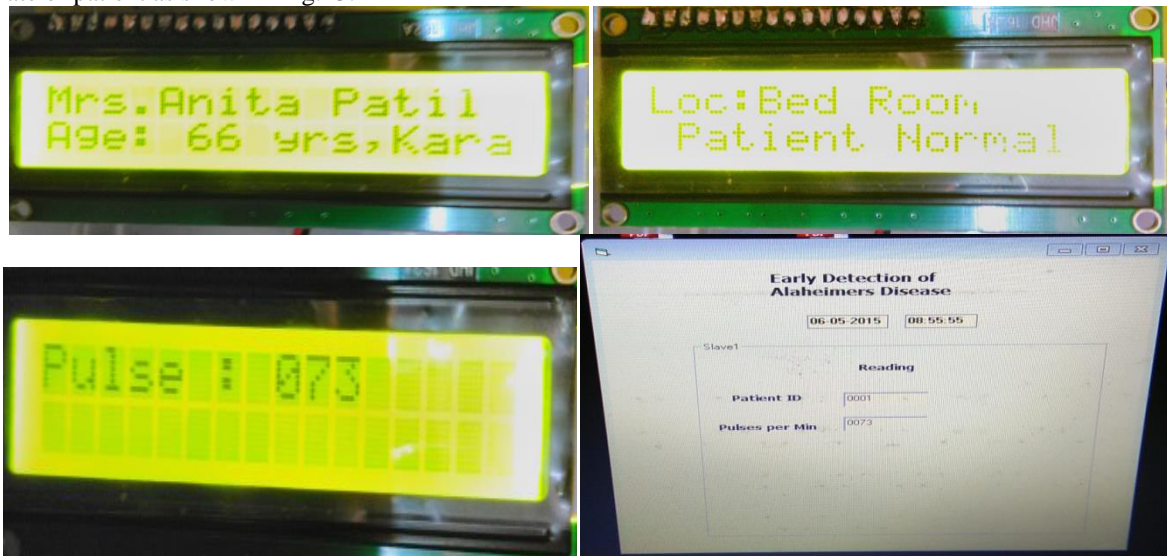 Mrs.Anita Patil
Age: 66 yrs,Kara
Loc:Bed Room
Patient Normal
Pulse : 073
Early Detection of
Alaheimers Disease
06-05-2015 08:55:55
Slave1
Reading
Patient ID 0001
Pulses per Min 0073